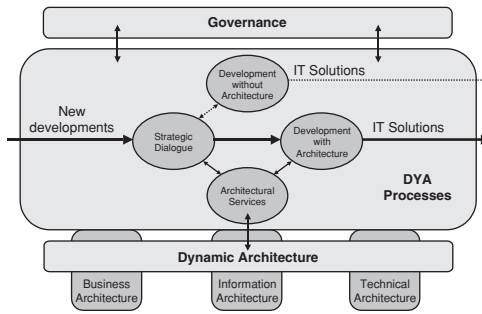 Governance
Development
without
Architecture
IT Solutions
New
developments
Strategic
Dialogue
Development
with
Architecture
IT Solutions
Architectural
Services
DYA
Processes
Dynamic Architecture
Business
Architecture
Information
Architecture
Technical
Architecture